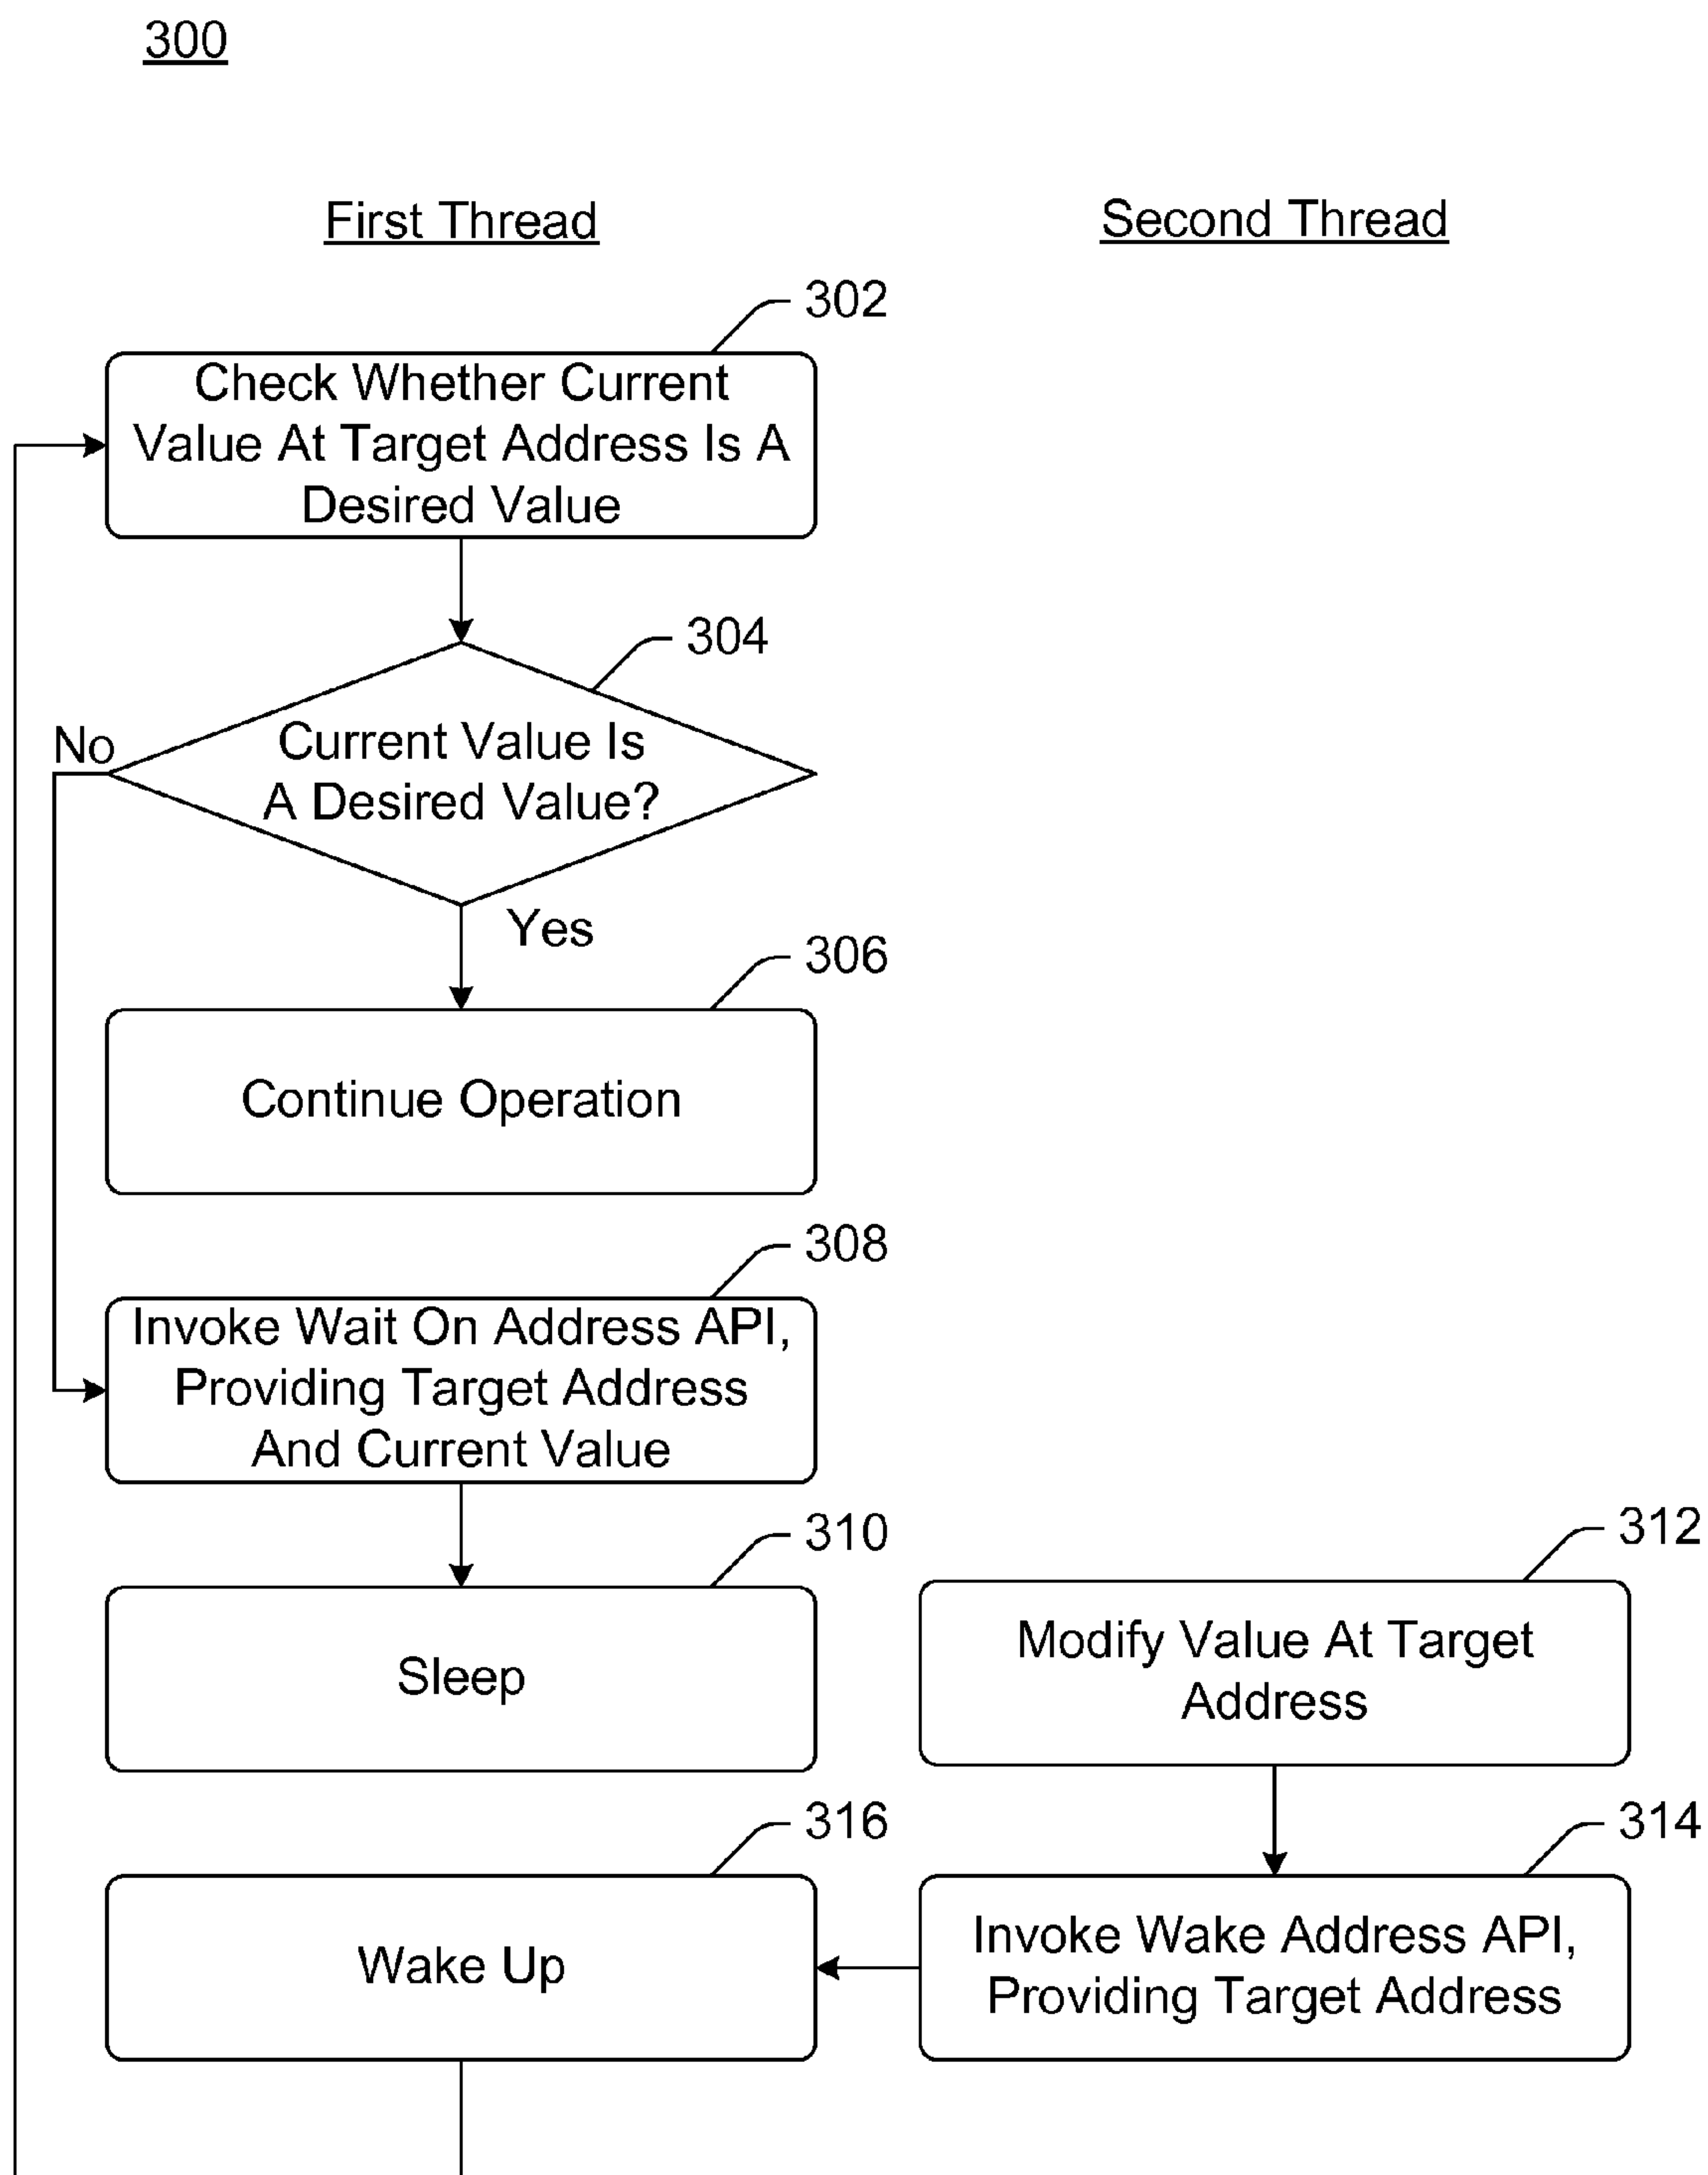 300
First Thread
Second Thread
302
Check Whether Current
Value At Target Address Is A
Desired Value
304
No
Current Value Is
A Desired Value?
Yes
306
Continue Operation
308
Invoke Wait On Address API,
Providing Target Address
And Current Value
310
Sleep
312
Modify Value At Target
Address
316
Wake Up
314
Invoke Wake Address API,
Providing Target Address